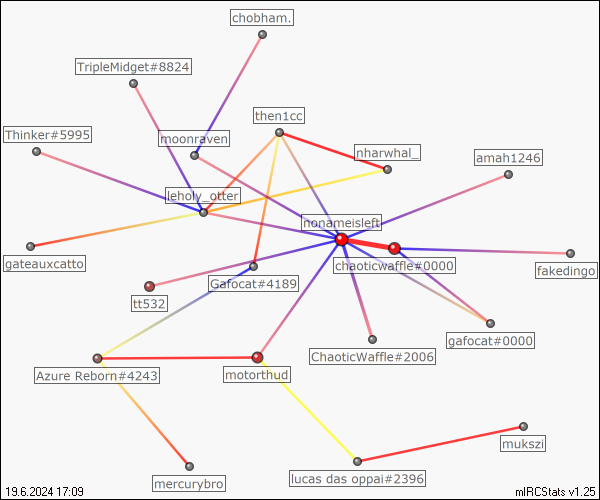 chobham.
TripleMidget#8824
then1cc
Thinker#5995
moonraven
nharwhal_
amah1246
leholy_otter
nonameisleft
gateauxcatto
chaoticwaffle#0000
fakedingo
Gafocat#4189
tt532
gafocat#0000
ChaoticWaffle#2006
Azure Reborn#4243
motorthud
mukszi
mercurybro
lucas das oppai#2396
19.6.2024 17:09
mIRCStats v1.25